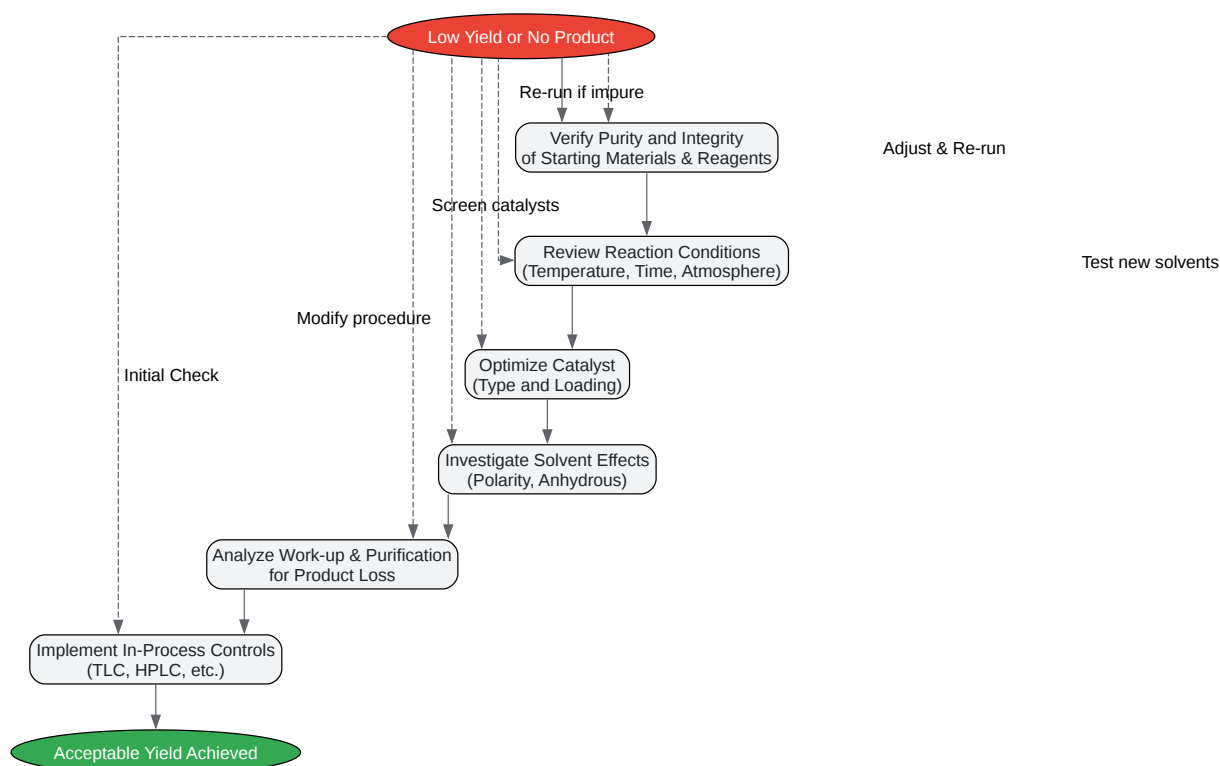 Low Yield or No Product
Re-run if impure
Verify Purity and Integrity
of Starting Materials & Reagents
Adjust & Re-run
Screen catalysts
Review Reaction Conditions
(Temperature, Time, Atmosphere)
Test new solvents
Modify procedure
Initial Check
Optimize Catalyst
(Type and Loading)
Investigate Solvent Effects
(Polarity, Anhydrous)
Analyze Work-up & Purification
for Product Loss
Implement In-Process Controls
(TLC, HPLC, etc.)
Acceptable Yield Achieved